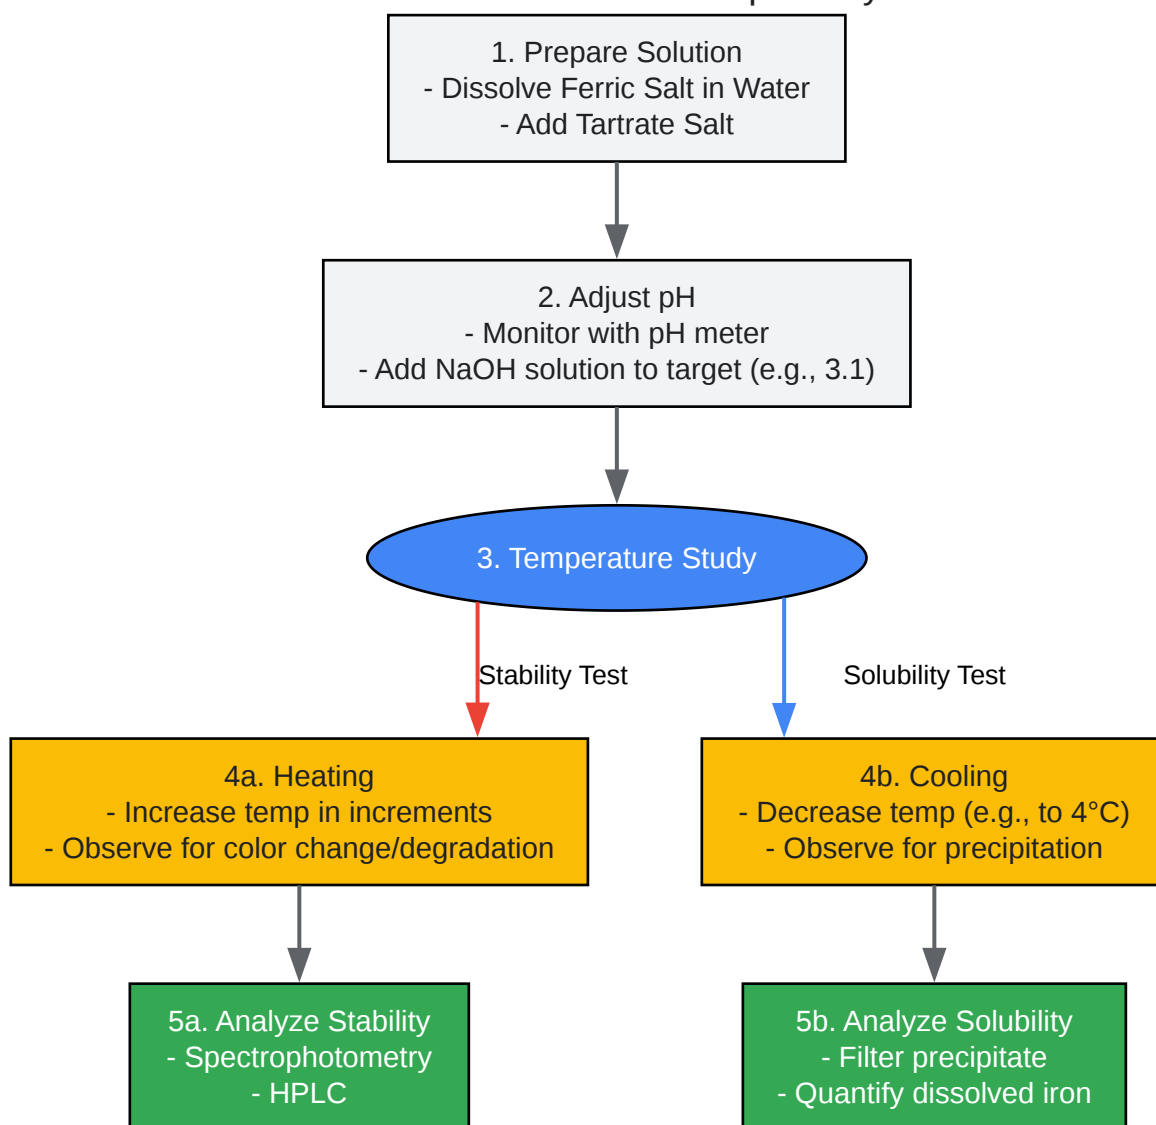 1. Prepare Solution
- Dissolve Ferric Salt in Water
- Add Tartrate Salt
2. Adjust pH
- Monitor with pH meter
- Add NaOH solution to target (e.g., 3.1)
3. Temperature Study
Stability Test
Solubility Test
4a. Heating
- Increase temp in increments
- Observe for color change/degradation
4b. Cooling
- Decrease temp (e.g., to 4°C)
- Observe for precipitation
5a. Analyze Stability
- Spectrophotometry
- HPLC
5b. Analyze Solubility
- Filter precipitate
- Quantify dissolved iron